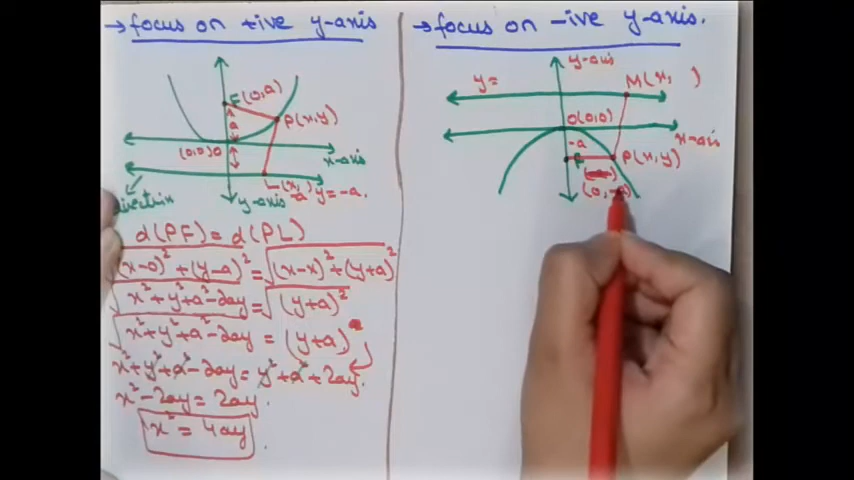 →focus on +ive y-axis
F(0,a)
a
P(x,y)
(0,0)0
x-axis
L(x,-a)
y=-a.
y-axis
d(PF) = d(PL)
√(x-0)²+(y-a)² = √(x-x)²+(y+a)²
√x²+y²+a²-2ay = √(y+a)²
√x²+y²+a²-2ay = (y+a)
x²+y²+a²-2ay = y²+a²+2ay.
x²-2ay = 2ay.
x² = 4ay
→focus on -ive y-axis.
y-axis
y=
M(x, )
O(0,0)
x-axis
-a
F
P(x,y)
(0,-a)